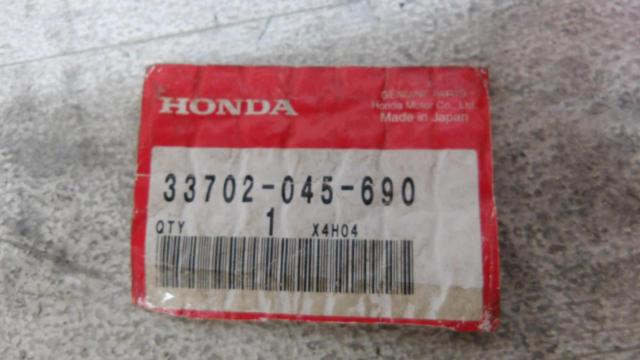 HONDA
GENUINE PARTS
Honda Motor Co., Ltd.
Made in Japan
33702-045-690
QTY 1 X4H04